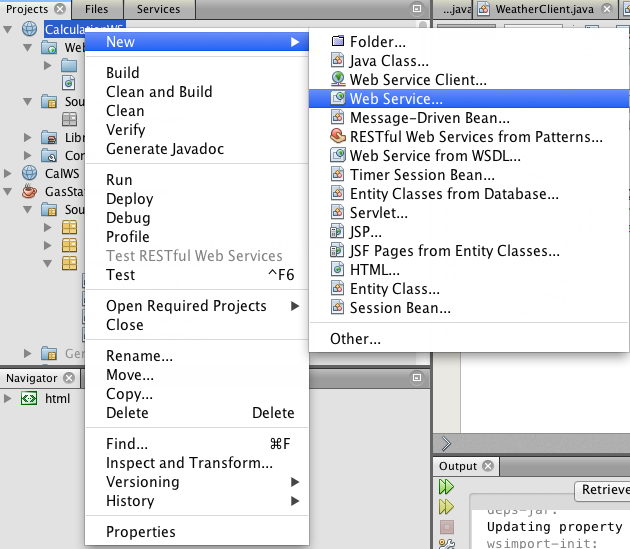 Projects Files Services
...java WeatherClient.java
CalculationWS
Web
Sou
Lib
Cor
CalWS
GasSta
Sou
Ge
New
Build
Clean and Build
Clean
Verify
Generate Javadoc
Run
Deploy
Debug
Profile
Test RESTful Web Services
Test ^F6
Open Required Projects
Close
Rename...
Move...
Copy...
Delete Delete
Find... ⌘F
Inspect and Transform...
Versioning
History
Properties
Folder...
Java Class...
Web Service Client...
Web Service...
Message-Driven Bean...
RESTful Web Services from Patterns...
Web Service from WSDL...
Timer Session Bean...
Entity Classes from Database...
Servlet...
JSP...
JSF Pages from Entity Classes...
HTML...
Entity Class...
Session Bean...
Other...
Navigator
html
Output
Retrieve
deps-jar:
Updating property
wsimport-init: